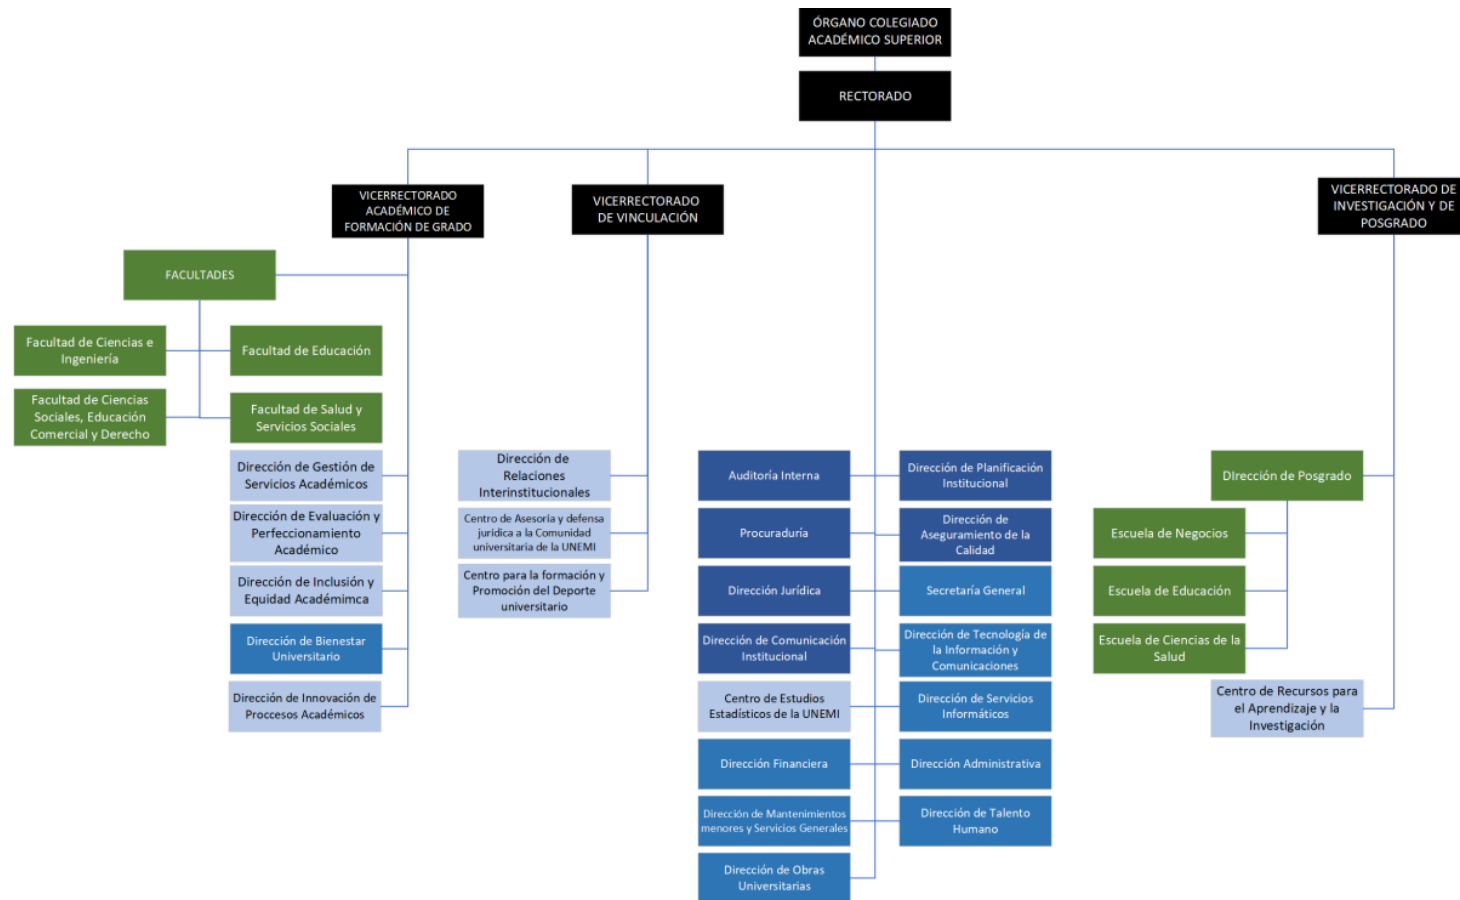 ÓRGANO COLEGIADO
ACADÉMICO SUPERIOR
RECTORADO
VICERRECTORADO
ACADÉMICO DE
FORMACIÓN DE GRADO
VICERRECTORADO
DE VINCULACIÓN
VICERRECTORADO DE
INVESTIGACIÓN Y DE
POSGRADO
FACULTADES
Facultad de Ciencias e
Ingeniería
Facultad de Educación
Facultad de Ciencias
Sociales, Educación
Comercial y Derecho
Facultad de Salud y
Servicios Sociales
Dirección de Gestión de
Servicios Académicos
Dirección de Evaluación y
Perfeccionamiento
Académico
Dirección de Inclusión y
Equidad Académimca
Dirección de Bienestar
Universitario
Dirección de Innovación de
Proccesos Académicos
Dirección de
Relaciones
Interinstitucionales
Centro de Asesoría y defensa
jurídica a la Comunidad
universitaria de la UNEMI
Centro para la formación y
Promoción del Deporte
universitario
Auditoría Interna
Dirección de Planificación
Institucional
Procuraduría
Dirección de
Aseguramiento de la
Calidad
Dirección Jurídica
Secretaría General
Dirección de Comunicación
Institucional
Dirección de Tecnología de
la Información y
Comunicaciones
Centro de Estudios
Estadísticos de la UNEMI
Dirección de Servicios
Informáticos
Dirección Financiera
Dirección Administrativa
Dirección de Mantenimientos
menores y Servicios Generales
Dirección de Talento
Humano
Dirección de Obras
Universitarias
DIrección de Posgrado
Escuela de Negocios
Escuela de Educación
Escuela de Ciencias de la
Salud
Centro de Recursos para
el Aprendizaje y la
Investigación